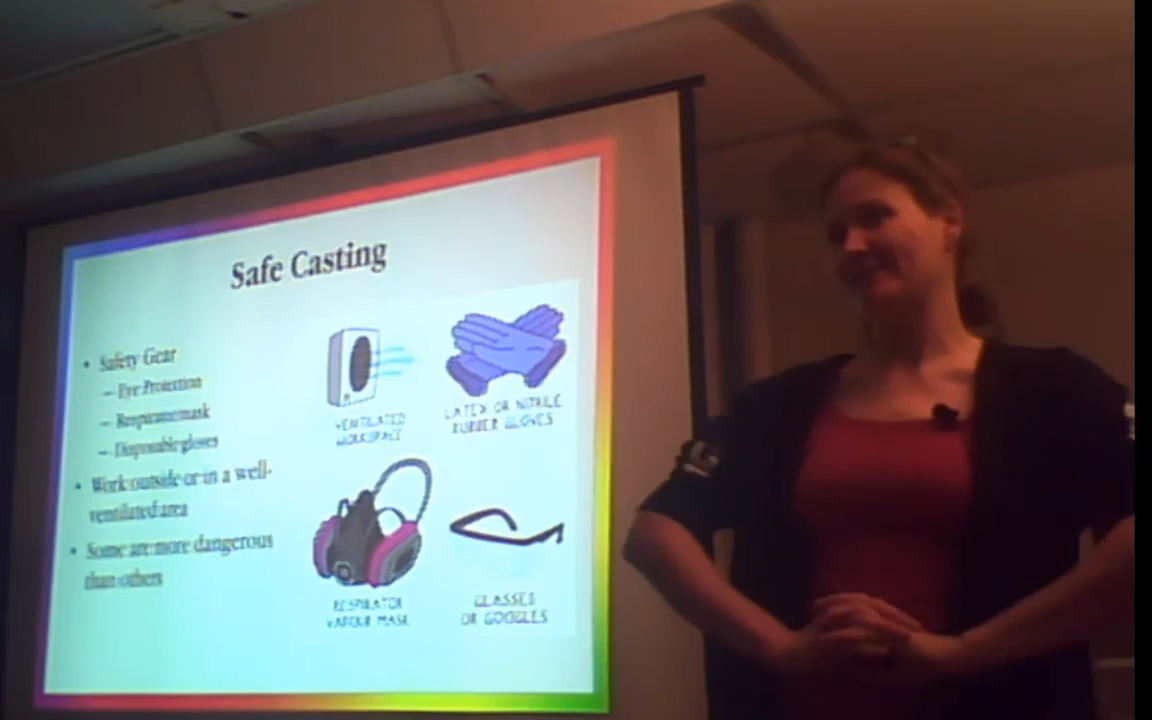 Safe Casting
• Safety Gear
– Eye Protection
– Respirator/mask
– Disposable gloves
• Work outside or in a well-
ventilated area
• Some are more dangerous
than others
VENTILATED
WORKSPACE
LATEX OR NITRILE
RUBBER GLOVES
RESPIRATOR
VAPOUR MASK
GLASSES
OR GOGGLES